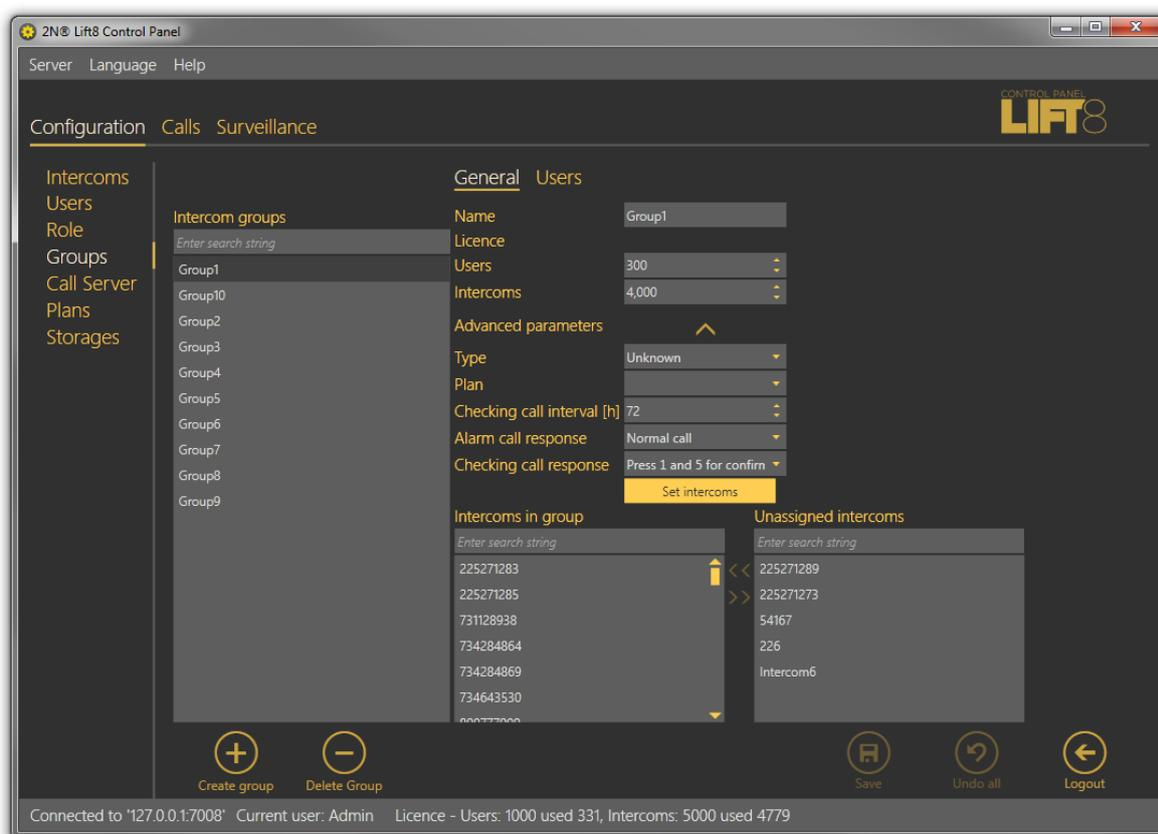 2N® Lift8 Control Panel
Server Language Help
CONTROL PANEL
LIFT8
Configuration Calls Surveillance
Intercoms
Users
Role
Groups
Call Server
Plans
Storages
Intercom groups
Enter search string
Group1
Group10
Group2
Group3
Group4
Group5
Group6
Group7
Group8
Group9
General Users
Name Group1
Licence
Users 300
Intercoms 4,000
Advanced parameters
Type Unknown
Plan
Checking call interval [h] 72
Alarm call response Normal call
Checking call response Press 1 and 5 for confirm
Set intercoms
Intercoms in group
Enter search string
225271283
225271285
731128938
734284864
734284869
734643530
<< 
>>
Unassigned intercoms
Enter search string
225271289
225271273
54167
226
Intercom6
Create group Delete Group
Save Undo all Logout
Connected to '127.0.0.1:7008' Current user: Admin Licence - Users: 1000 used 331, Intercoms: 5000 used 4779